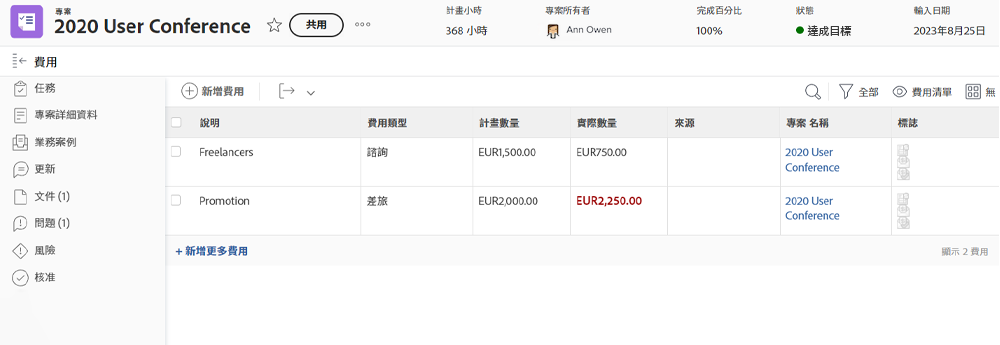 專案
2020 User Conference
共用
計畫小時
368 小時
專案所有者
Ann Owen
完成百分比
100%
狀態
達成目標
輸入日期
2023年8月25日
費用
任務
專案詳細資料
業務案例
更新
文件 (1)
問題 (1)
風險
核准
新增費用
全部
費用清單
無
說明 費用類型 計畫數量 實際數量 來源 專案 名稱 標誌
Freelancers 諮詢 EUR1,500.00 EUR750.00 2020 User
Conference
Promotion 差旅 EUR2,000.00 EUR2,250.00 2020 User
Conference
+ 新增更多費用
顯示 2 費用